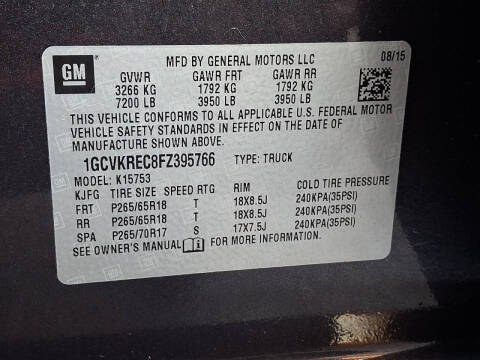 GM
MFD BY GENERAL MOTORS LLC 08/15
GVWR GAWR FRT GAWR RR
3266 KG 1792 KG 1792 KG
7200 LB 3950 LB 3950 LB
THIS VEHICLE CONFORMS TO ALL APPLICABLE U.S. FEDERAL MOTOR
VEHICLE SAFETY STANDARDS IN EFFECT ON THE DATE OF
MANUFACTURE SHOWN ABOVE.
1GCVKREC8FZ395766 TYPE: TRUCK
MODEL: K15753
KJFG TIRE SIZE SPEED RTG RIM COLD TIRE PRESSURE
FRT P265/65R18 T 18X8.5J 240KPA(35PSI)
RR P265/65R18 T 18X8.5J 240KPA(35PSI)
SPA P265/70R17 S 17X7.5J 240KPA(35PSI)
SEE OWNER'S MANUAL FOR MORE INFORMATION.